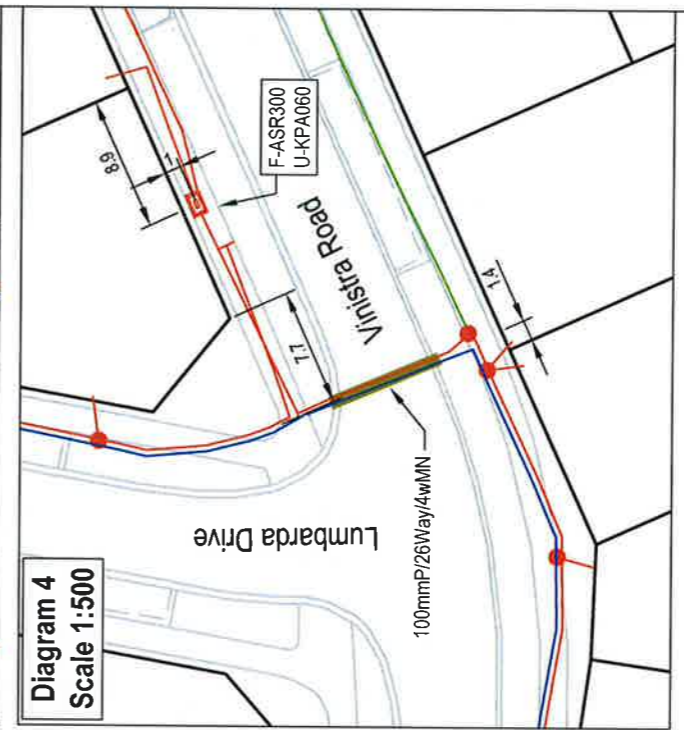 Diagram 4
Scale 1:500
8.9
~1
F-ASR300
U-KPA060
Vinistra Road
7.7
1.4
Lumbarda Drive
100mmP/26Way/4wMN